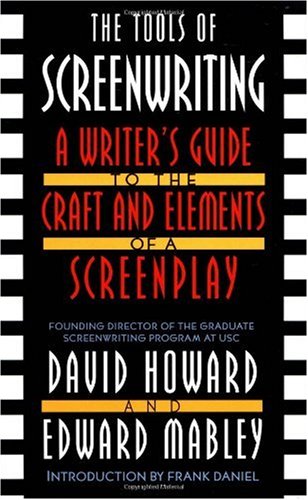 THE TOOLS OF
SCREENWRITING
A WRITER'S GUIDE
TO THE
CRAFT AND ELEMENTS
OF A
SCREENPLAY
FOUNDING DIRECTOR OF THE GRADUATE
SCREENWRITING PROGRAM AT USC
DAVID HOWARD
AND
EDWARD MABLEY
INTRODUCTION BY FRANK DANIEL